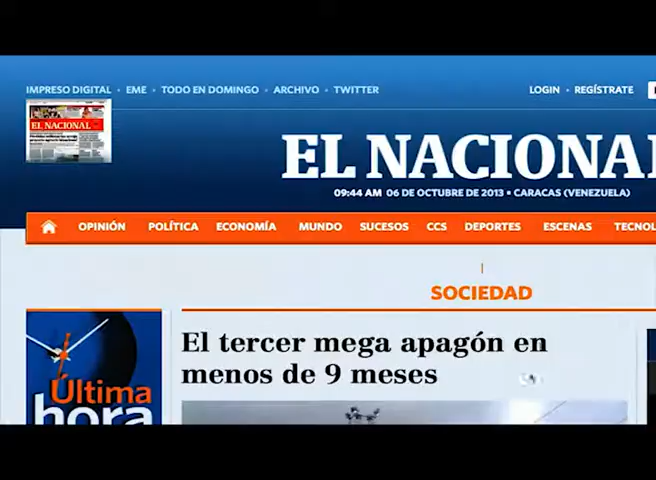 IMPRESO DIGITAL • EME • TODO EN DOMINGO • ARCHIVO • TWITTER
LOGIN • REGÍSTRATE
EL NACIONAL
EL NACIONA
09:44 AM 06 DE OCTUBRE DE 2013 • CARACAS (VENEZUELA)
OPINIÓN POLÍTICA ECONOMÍA MUNDO SUCESOS CCS DEPORTES ESCENAS TECNOL
SOCIEDAD
El tercer mega apagón en
menos de 9 meses
Última
hora